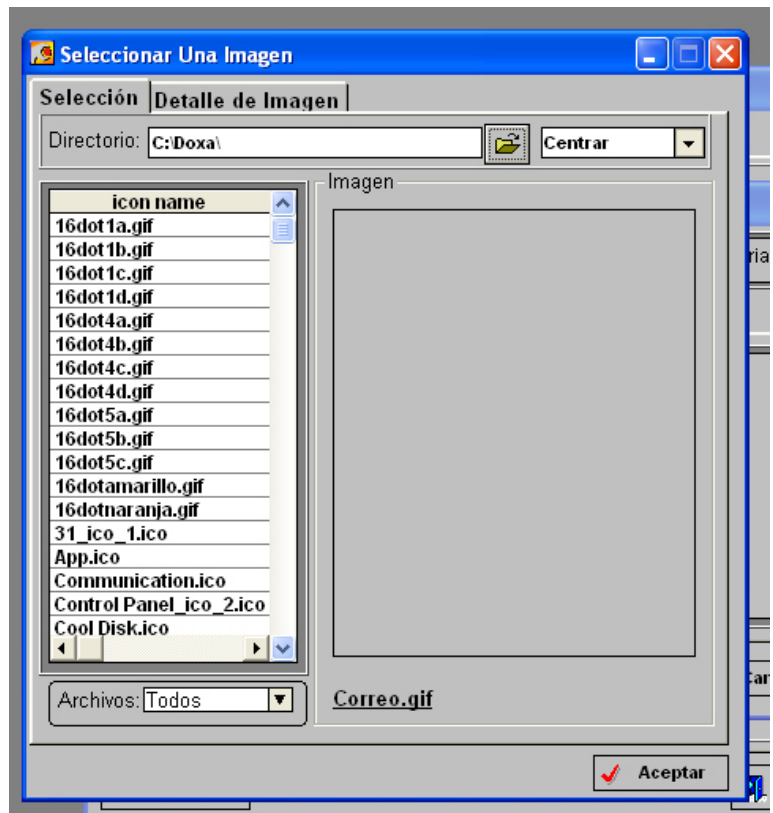 Seleccionar Una Imagen
Selección Detalle de Imagen
Directorio: C:\Doxa\ Centrar
Imagen
icon name
16dot1a.gif
16dot1b.gif
16dot1c.gif
16dot1d.gif
16dot4a.gif
16dot4b.gif
16dot4c.gif
16dot4d.gif
16dot5a.gif
16dot5b.gif
16dot5c.gif
16dotamarillo.gif
16dotnaranja.gif
31_ico_1.ico
App.ico
Communication.ico
Control Panel_ico_2.ico
Cool Disk.ico
Archivos: Todos
Correo.gif
Aceptar
ria